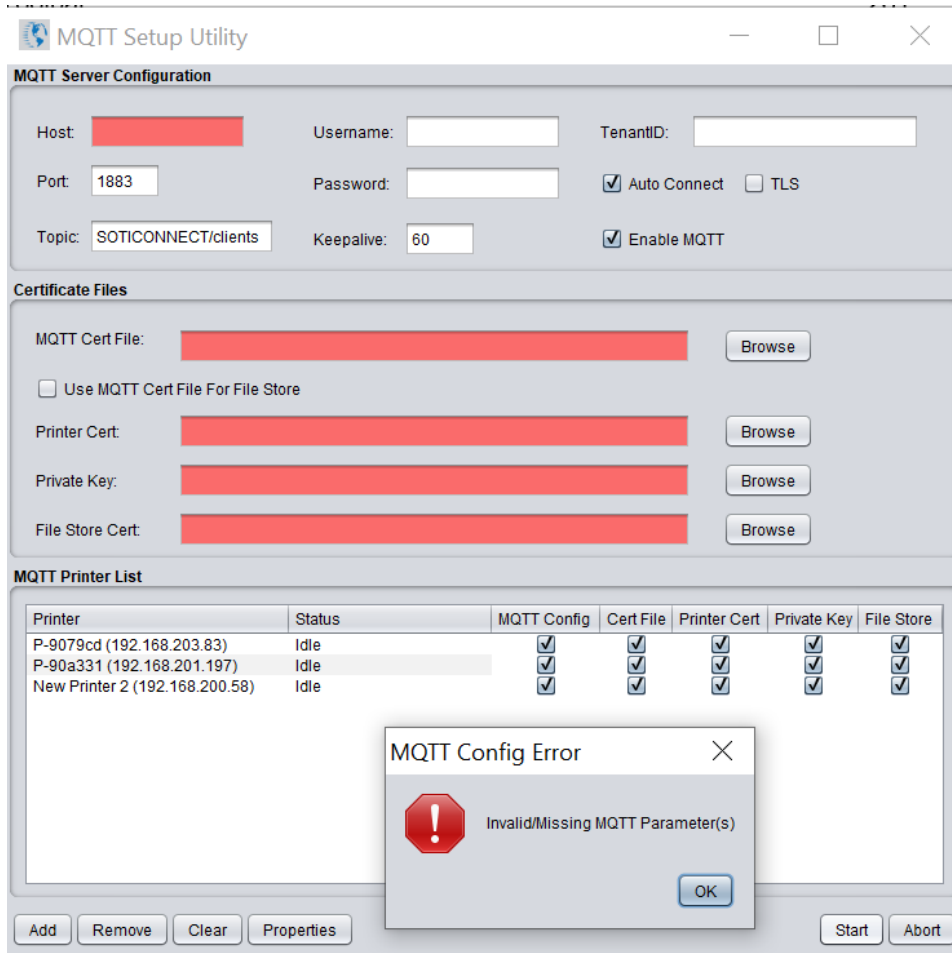 MQTT Setup Utility
MQTT Server Configuration
Host: Username: TenantID:
Port: 1883 Password: Auto Connect TLS
Topic: SOTICONNECT/clients Keepalive: 60 Enable MQTT
Certificate Files
MQTT Cert File: Browse
Use MQTT Cert File For File Store
Printer Cert: Browse
Private Key: Browse
File Store Cert: Browse
MQTT Printer List
Printer Status MQTT Config Cert File Printer Cert Private Key File Store
P-9079cd (192.168.203.83) Idle
P-90a331 (192.168.201.197) Idle
New Printer 2 (192.168.200.58) Idle
MQTT Config Error
Invalid/Missing MQTT Parameter(s)
OK
Add Remove Clear Properties Start Abort